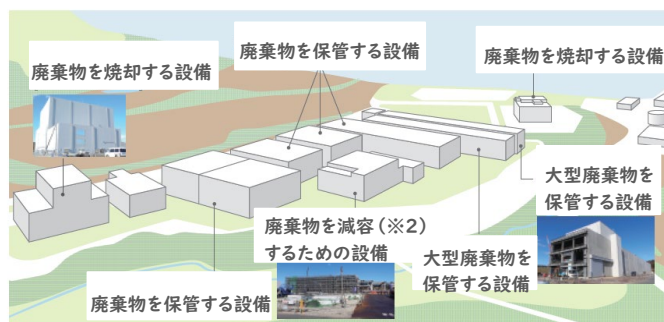 廃棄物を焼却する設備
廃棄物を保管する設備
廃棄物を焼却する設備
大型廃棄物を
保管する設備
廃棄物を減容(※2)
するための設備
大型廃棄物を
保管する設備
廃棄物を保管する設備